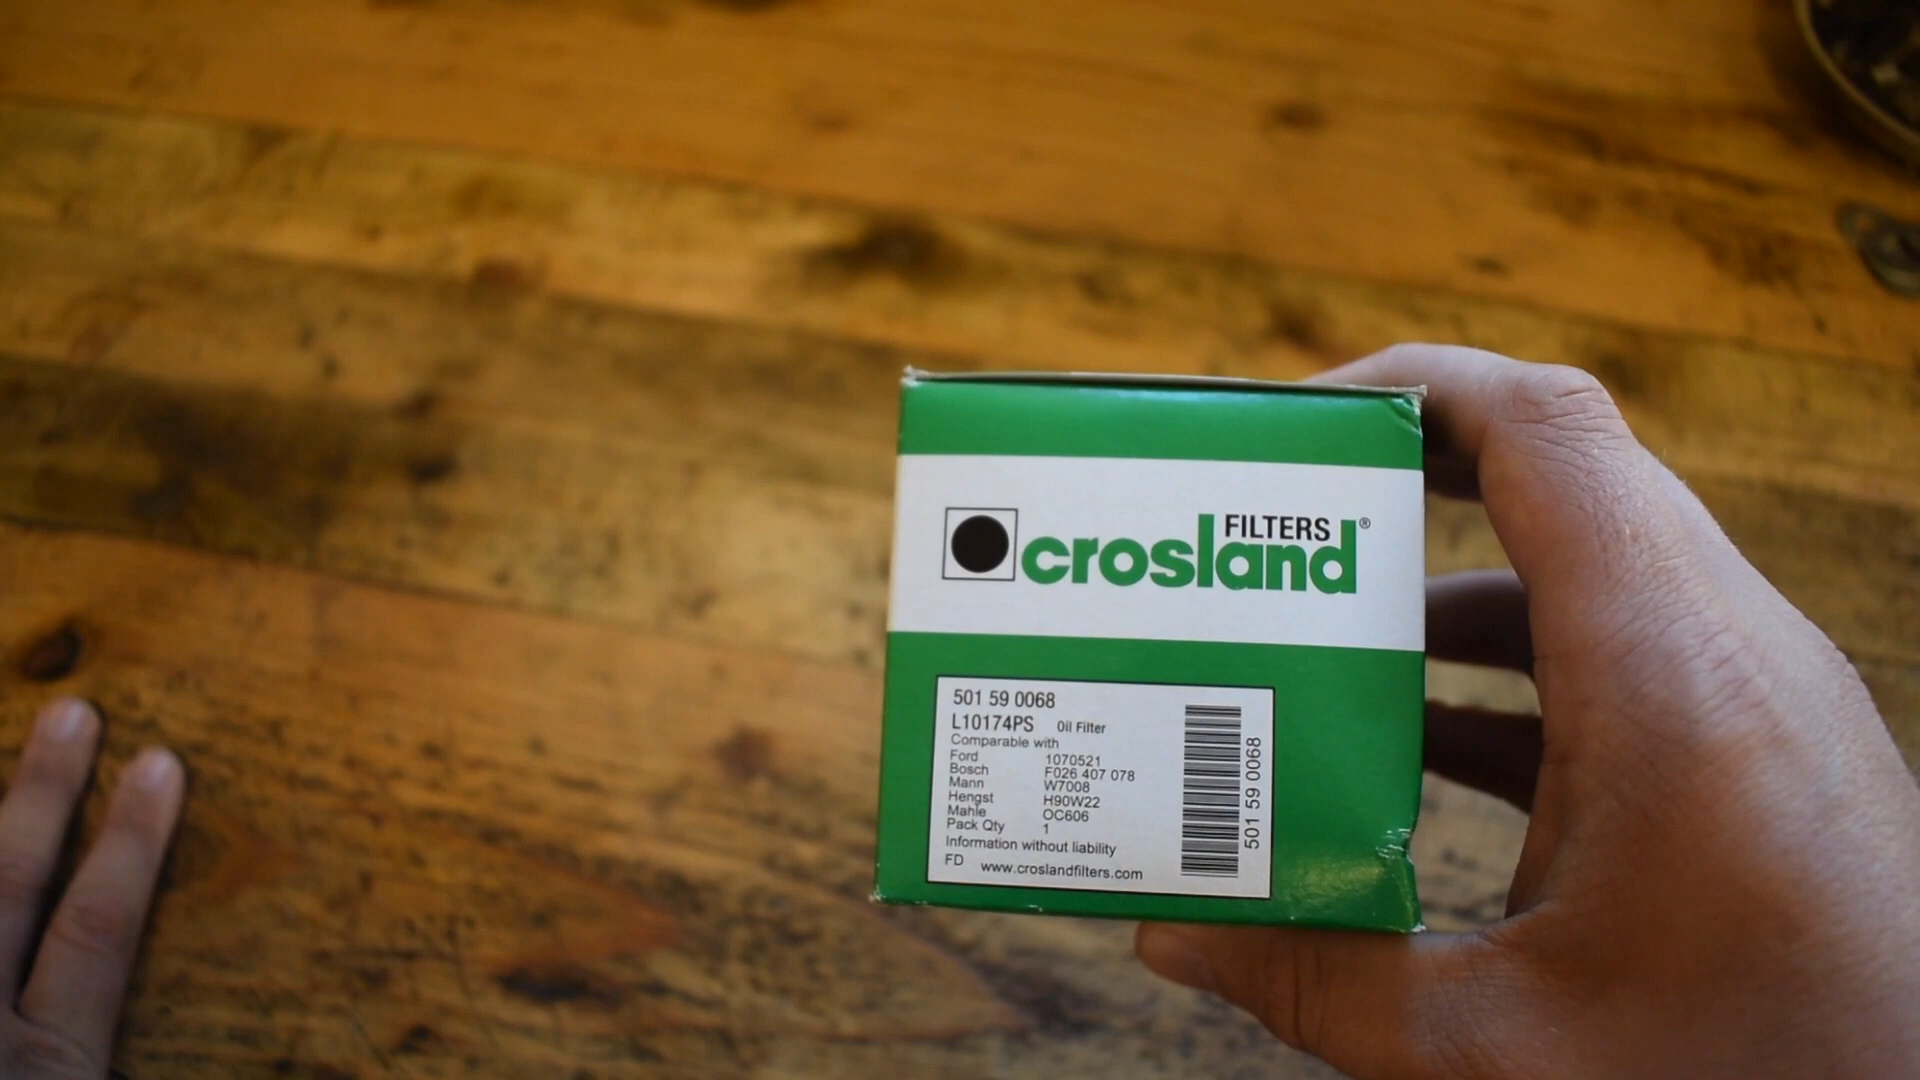 FILTERS
crosland®
501 59 0068
L10174PS Oil Filter
Comparable with
Ford 1070521
Bosch F026 407 078
Mann W7008
Hengst H90W22
Mahle OC606
Pack Qty 1
Information without liability
FD www.croslandfilters.com
501 59 0068